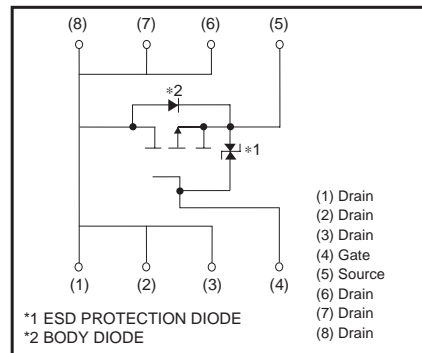 (8) (7) (6) (5)
*2
*1
(1) Drain
(2) Drain
(3) Drain
(4) Gate
(5) Source
(6) Drain
(7) Drain
(8) Drain
(1) (2) (3) (4)
*1 ESD PROTECTION DIODE
*2 BODY DIODE